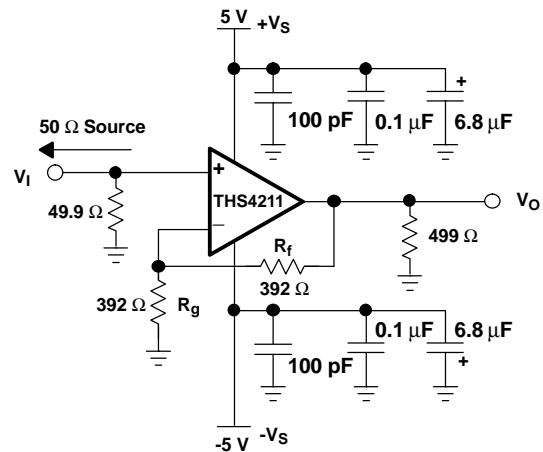 5 V
+VS
+
100 pF
0.1 µF
6.8 µF
50 Ω Source
VI
49.9 Ω
+
THS4211
_
VO
Rf
392 Ω
499 Ω
392 Ω
Rg
0.1 µF
6.8 µF
100 pF
+
-5 V
-VS